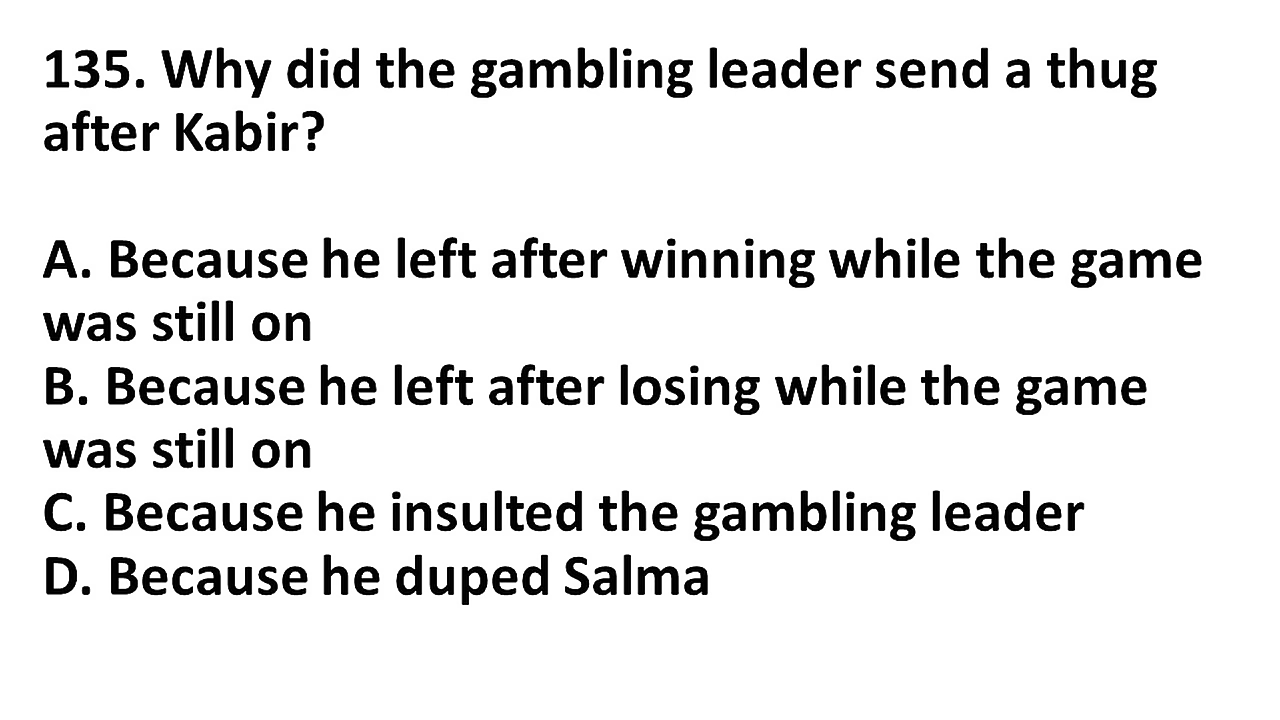 135. Why did the gambling leader send a thug
after Kabir?
A. Because he left after winning while the game
was still on
B. Because he left after losing while the game
was still on
C. Because he insulted the gambling leader
D. Because he duped Salma